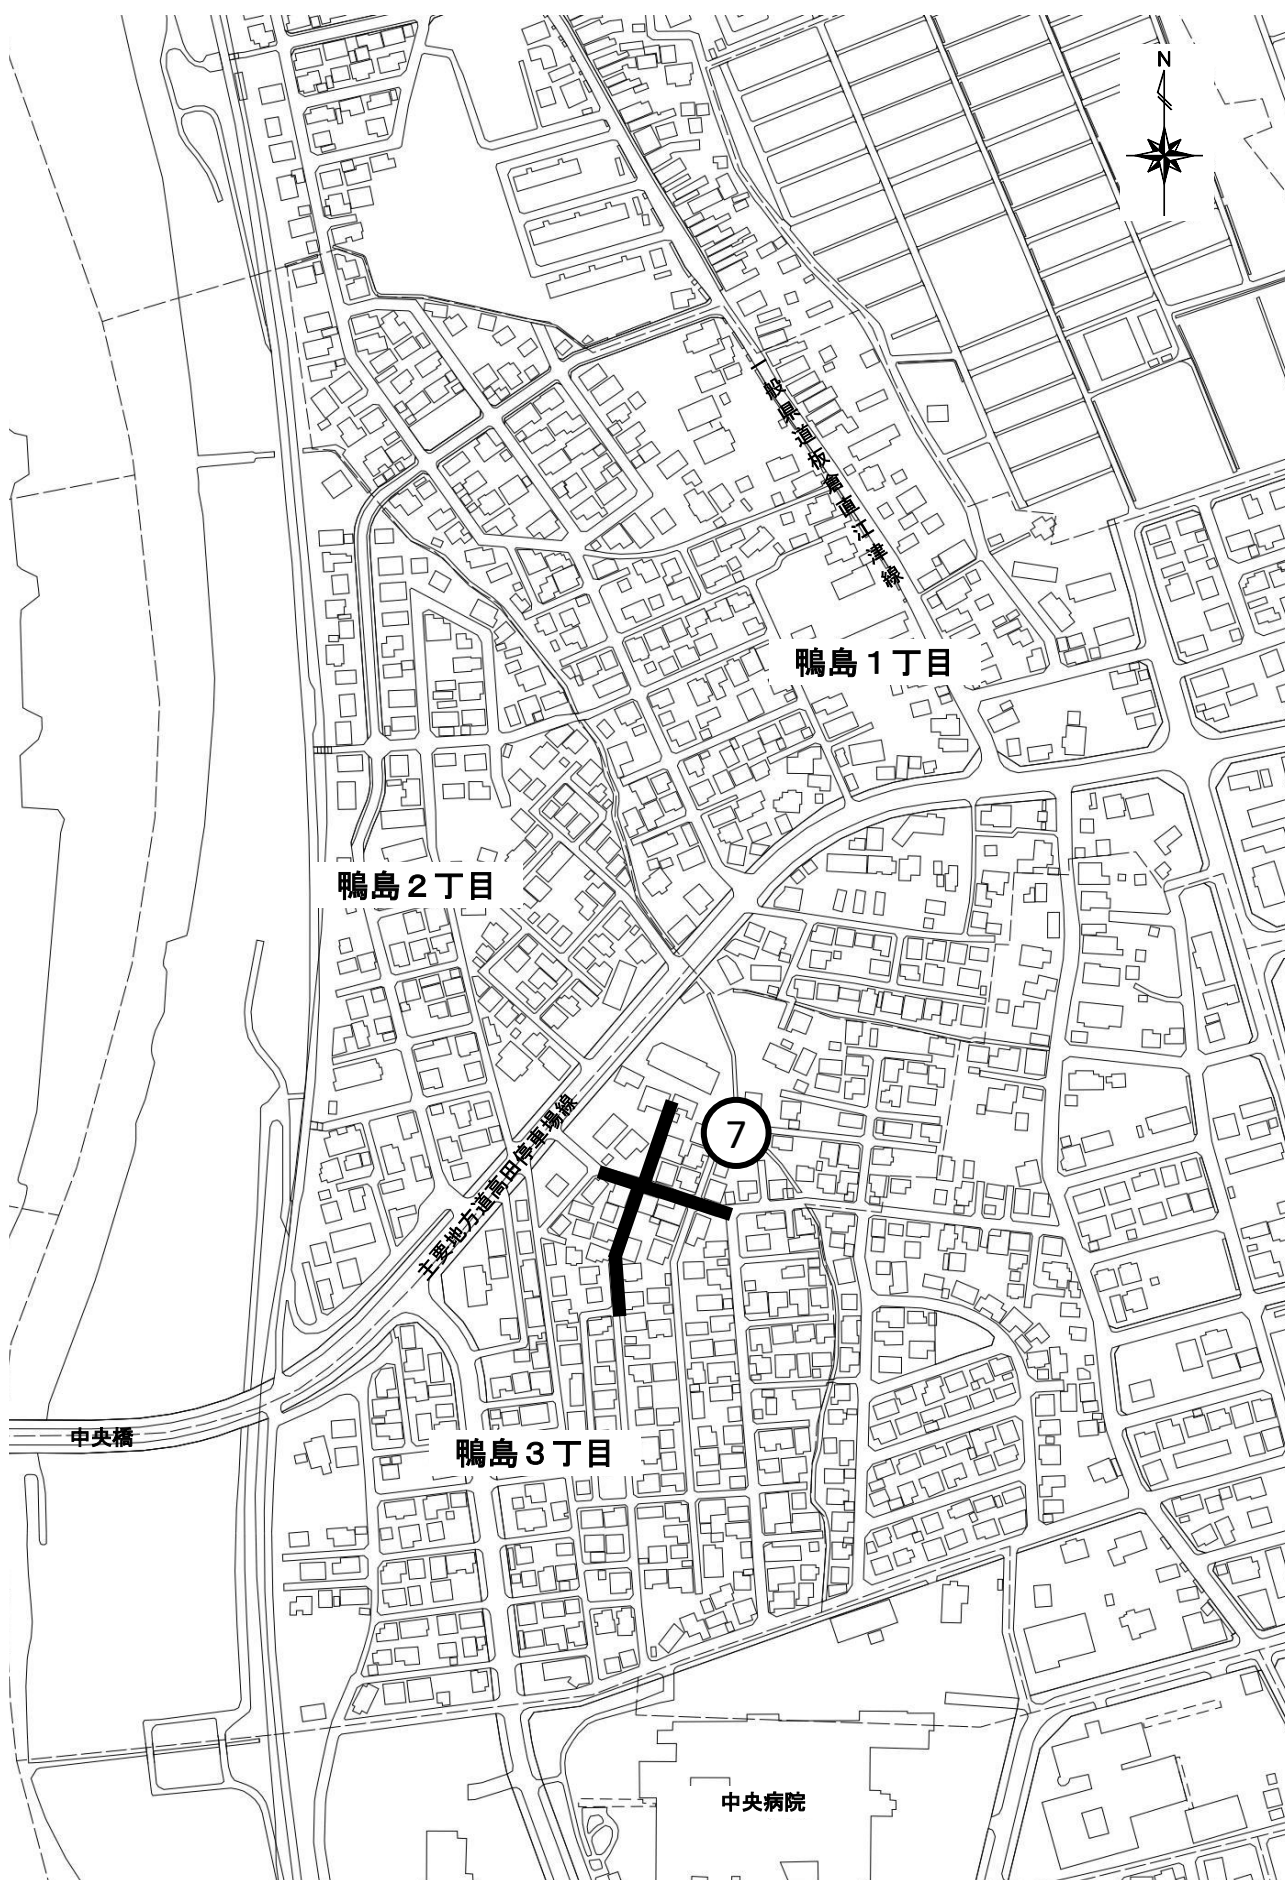 N
一般県道板倉直江津線
鴨島1丁目
鴨島2丁目
7
主要地方道高田停車場線
中央橋
鴨島3丁目
中央病院